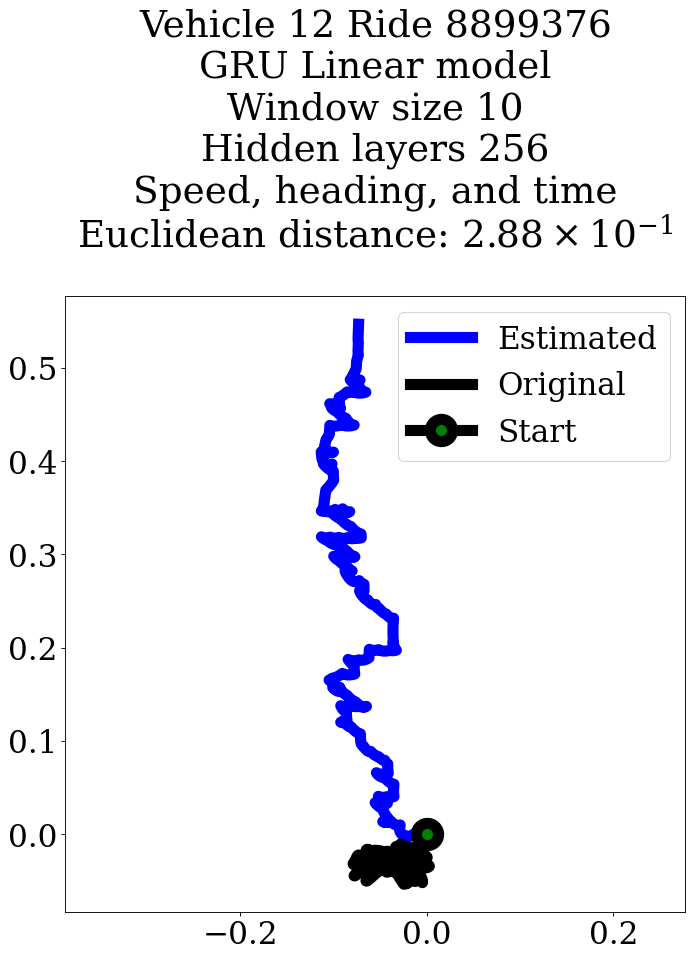 Vehicle 12 Ride 8899376
GRU Linear model
Window size 10
Hidden layers 256
Speed, heading, and time
Euclidean distance: 2.88 × 10⁻¹
Estimated
Original
Start
0.5
0.4
0.3
0.2
0.1
0.0
−0.2 0.0 0.2